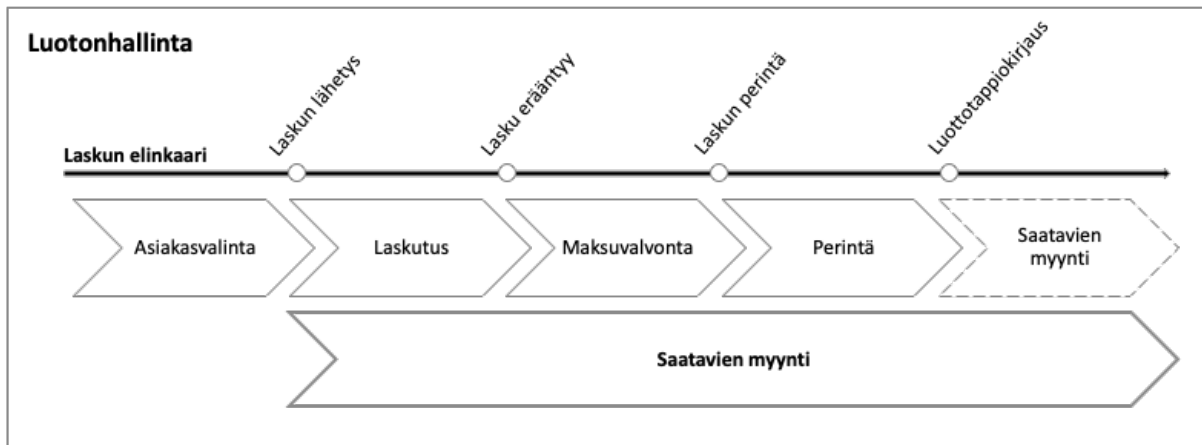 Luotonhallinta
Laskun lähetys
Lasku erääntyy
Laskun perintä
Luottotappiokirjaus
Laskun elinkaari
Asiakasvalinta
Laskutus
Maksuvalvonta
Perintä
Saatavien
myynti
Saatavien myynti